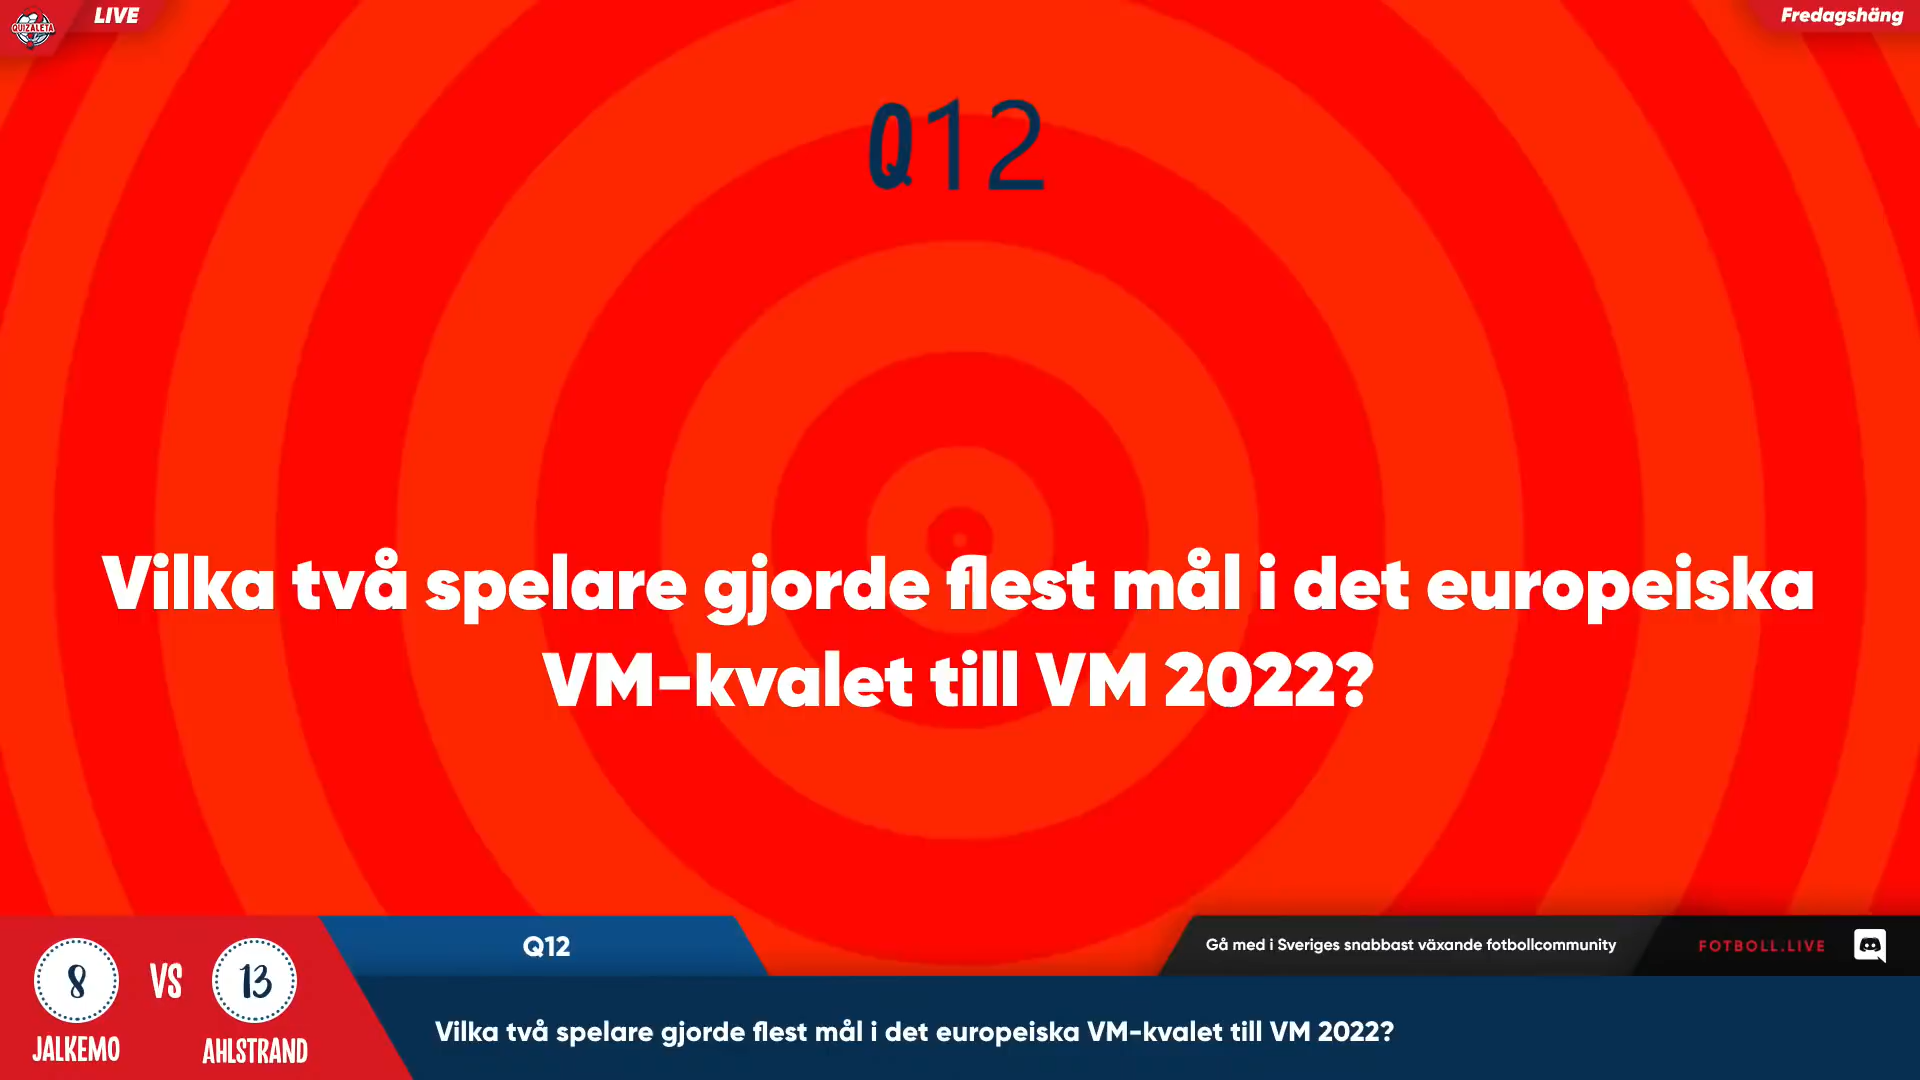 QUIZALETA
LIVE
Fredagshäng
Q12
Vilka två spelare gjorde flest mål i det europeiska
VM-kvalet till VM 2022?
8
VS
13
JALKEMO
AHLSTRAND
Q12
Gå med i Sveriges snabbast växande fotbollcommunity
FOTBOLL.LIVE
Vilka två spelare gjorde flest mål i det europeiska VM-kvalet till VM 2022?